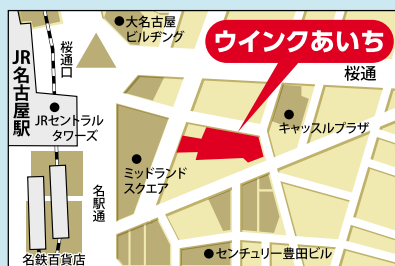 大名古屋
ビルヂング
ウインクあいち
桜通口
桜通
JR名古屋駅
JRセントラル
タワーズ
キャッスルプラザ
ミッドランド
スクエア
名駅通
センチュリー豊田ビル
名鉄百貨店